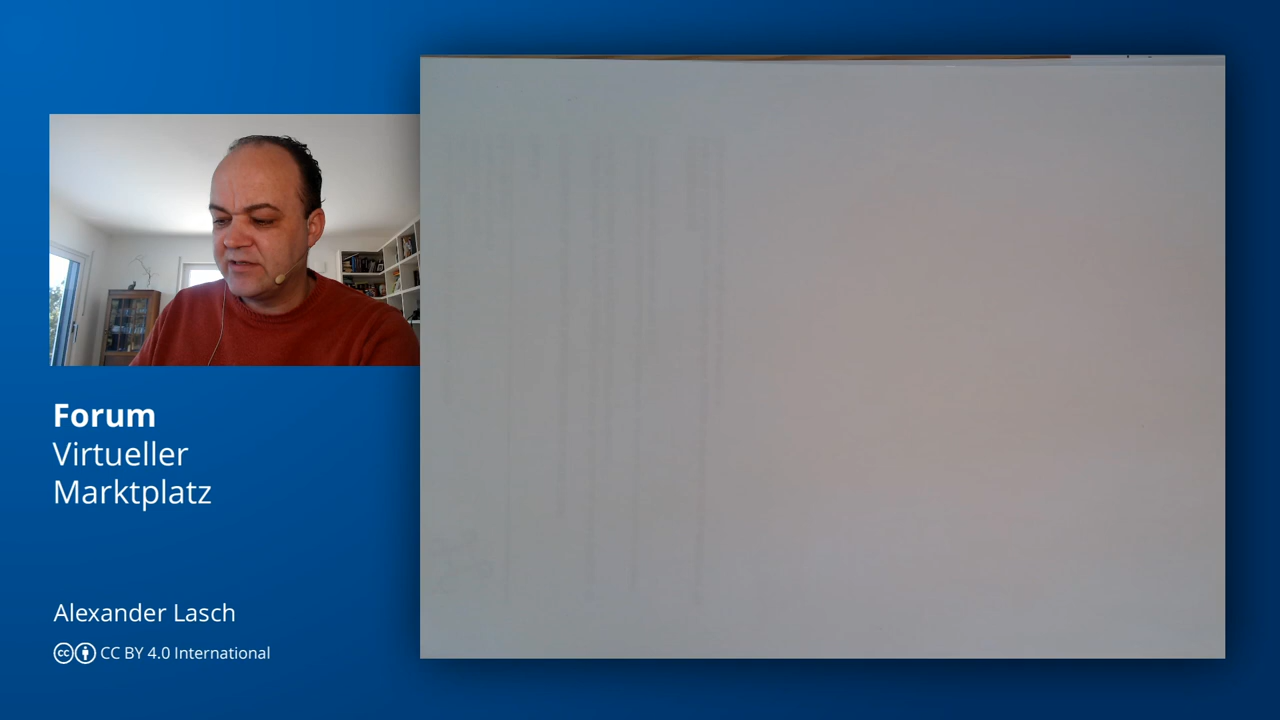 Forum
Virtueller
Marktplatz
Alexander Lasch
CC BY 4.0 International